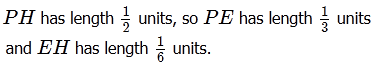 PH has length 1/2 units, so PE has length 1/3 units
and EH has length 1/6 units.